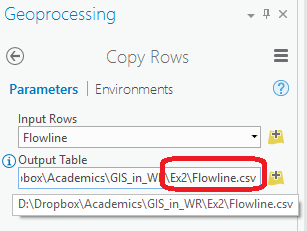 Geoprocessing
Copy Rows
Parameters | Environments
Input Rows
Flowline
Output Table
box\Academics\GIS_in_WR\Ex2\Flowline.csv
D:\Dropbox\Academics\GIS_in_WR\Ex2\Flowline.csv